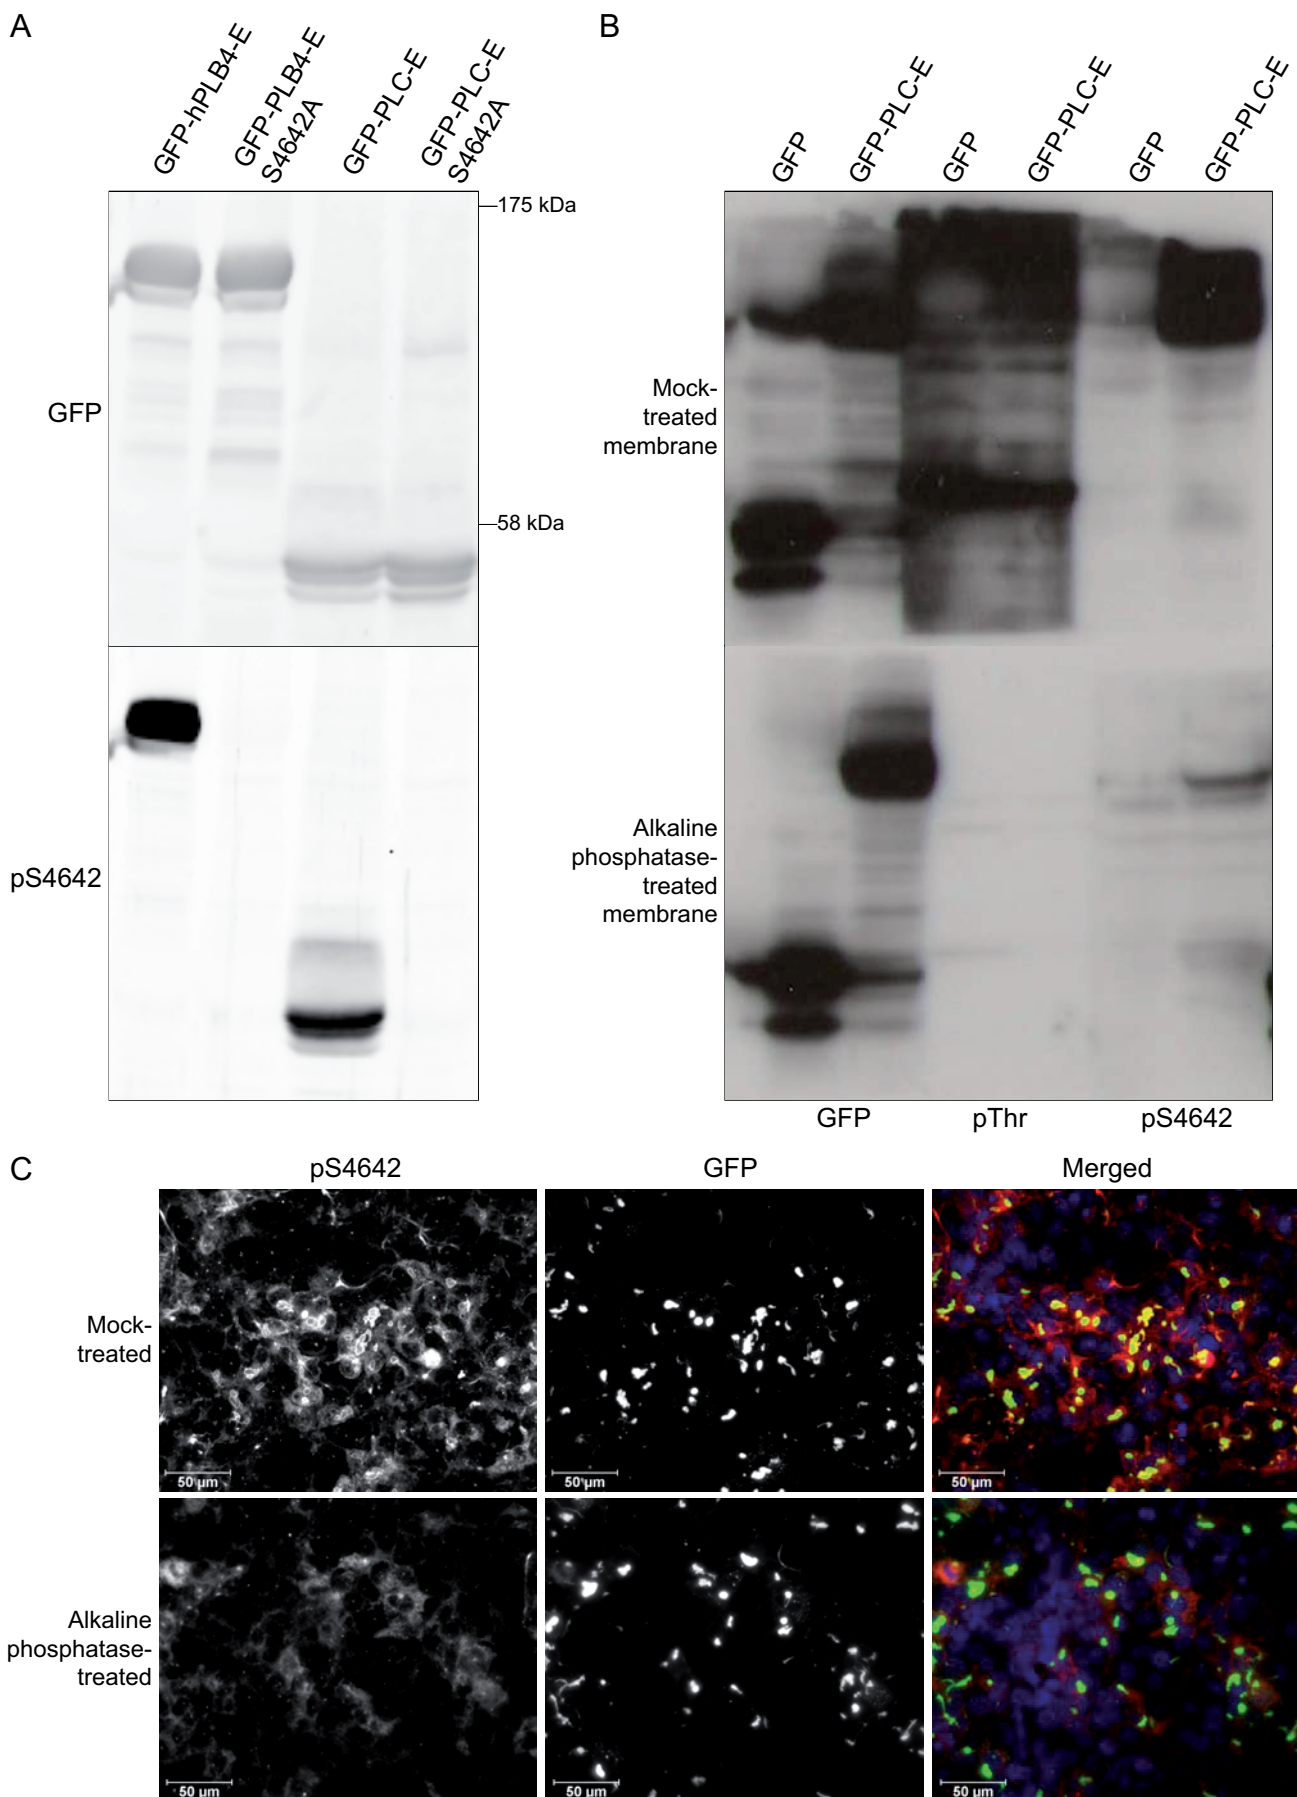 A
B
GFP-hPLB4-E
GFP-PLB4-E
S4642A
GFP-PLC-E
GFP-PLC-E
S4642A
GFP
GFP-PLC-E
GFP
GFP-PLC-E
GFP
GFP-PLC-E
175 kDa
58 kDa
GFP
pS4642
Mock-
treated
membrane
Alkaline
phosphatase-
treated
membrane
GFP
pThr
pS4642
C
pS4642
GFP
Merged
Mock-
treated
50 µm
50 µm
50 µm
Alkaline
phosphatase-
treated
50 µm
50 µm
50 µm